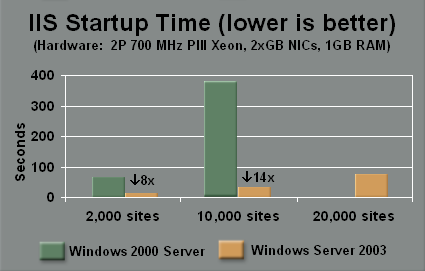 IIS Startup Time (lower is better)
(Hardware: 2P 700 MHz PIII Xeon, 2xGB NICs, 1GB RAM)
Seconds
400
300
200
100
0
↓8x
↓14x
2,000 sites
10,000 sites
20,000 sites
Windows 2000 Server
Windows Server 2003